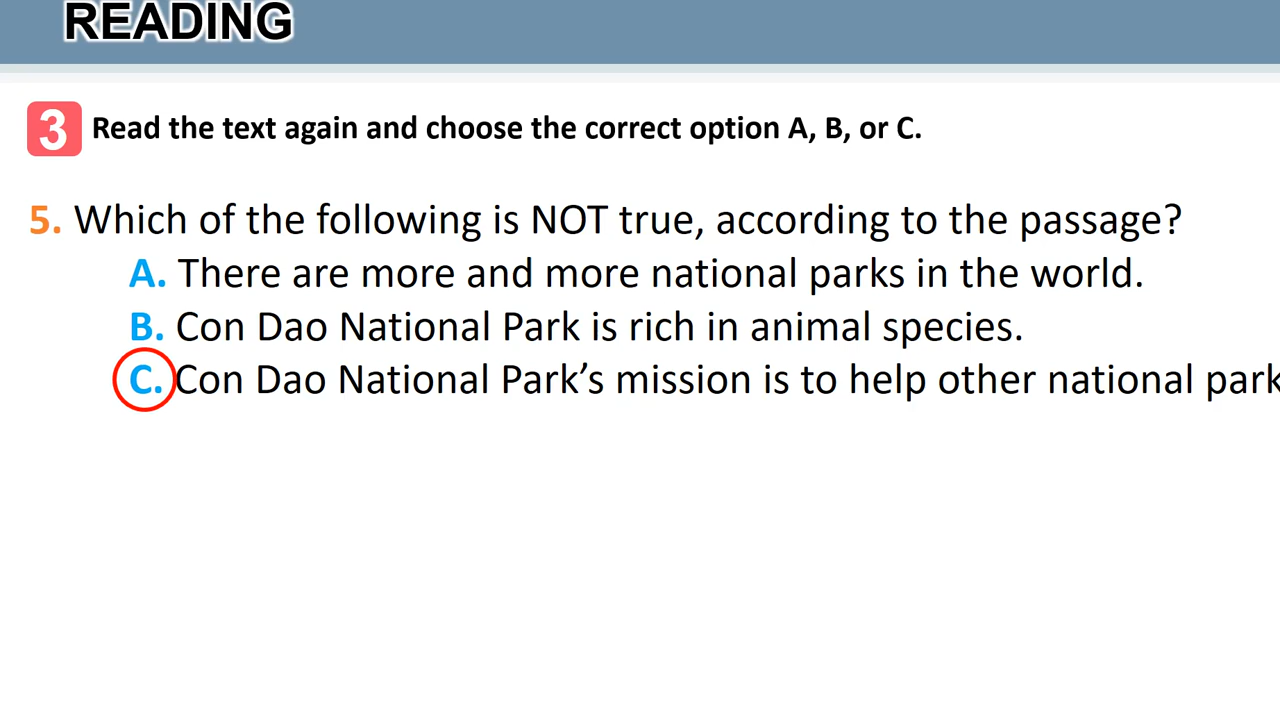 READING
3 Read the text again and choose the correct option A, B, or C.
5. Which of the following is NOT true, according to the passage?
A. There are more and more national parks in the world.
B. Con Dao National Park is rich in animal species.
C. Con Dao National Park’s mission is to help other national park